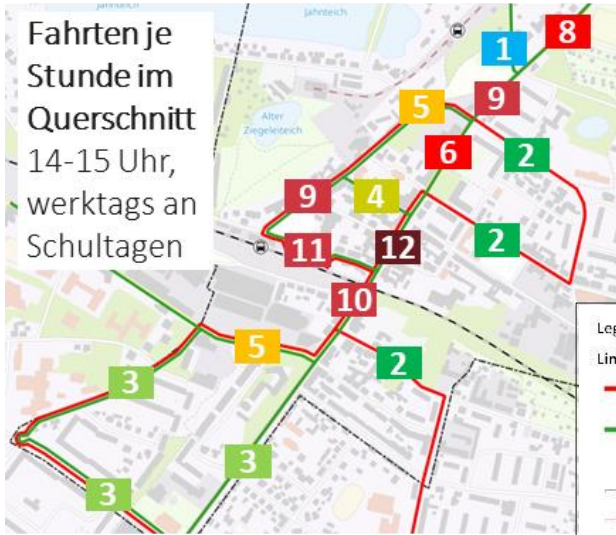 Fahrten je
Stunde im
Querschnitt
14-15 Uhr,
werktags an
Schultagen
Jahnteich
Jahnteich
Alter
Ziegeleiteich
1
8
9
5
6
2
9
4
2
11
12
10
5
2
3
3
3
Leg
Lin